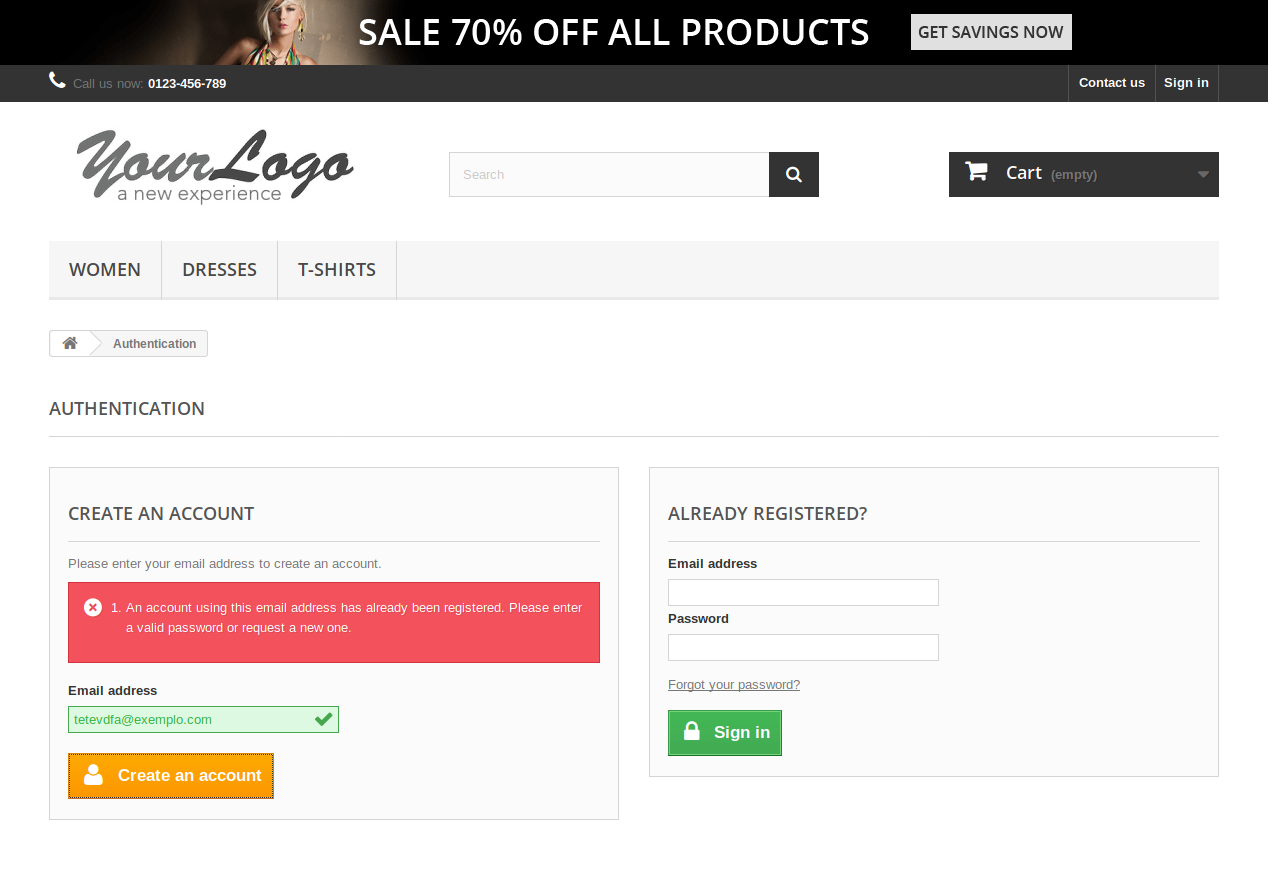 SALE 70% OFF ALL PRODUCTS GET SAVINGS NOW
Call us now: 0123-456-789
Contact us Sign in
YourLogo
a new experience
Search
Cart (empty)
WOMEN DRESSES T-SHIRTS
Authentication
AUTHENTICATION
CREATE AN ACCOUNT
Please enter your email address to create an account.
1. An account using this email address has already been registered. Please enter
a valid password or request a new one.
Email address
tetevdfa@exemplo.com
Create an account
ALREADY REGISTERED?
Email address
Password
Forgot your password?
Sign in